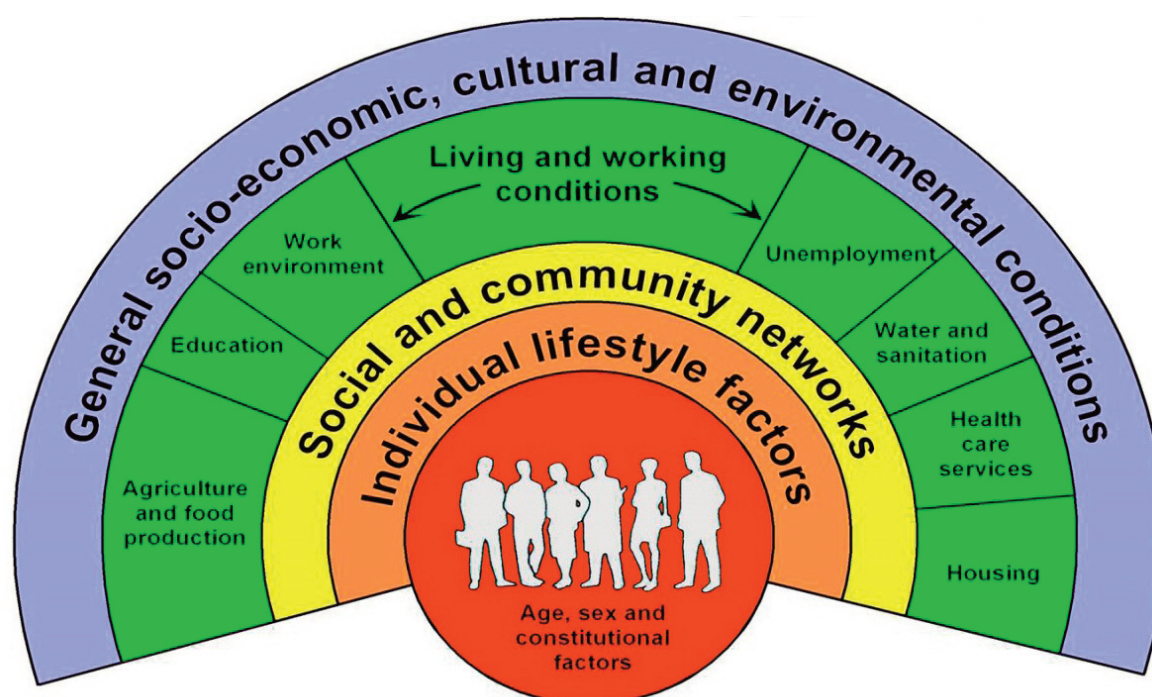 General socio-economic, cultural and environmental conditions
Living and working
conditions
Work
environment
Unemployment
Education
Water and
sanitation
Agriculture
and food
production
Health
care
services
Housing
Social and community networks
Individual lifestyle factors
Age, sex and
constitutional
factors